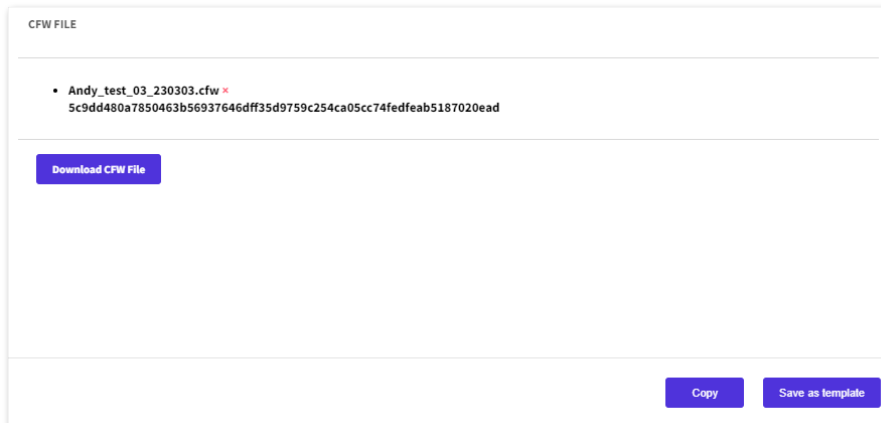 CFW FILE
Andy_test_03_230303.cfw ×
5c9dd480a7850463b56937646dff35d9759c254ca05cc74fedfeab5187020ead
Download CFW File
Copy
Save as template